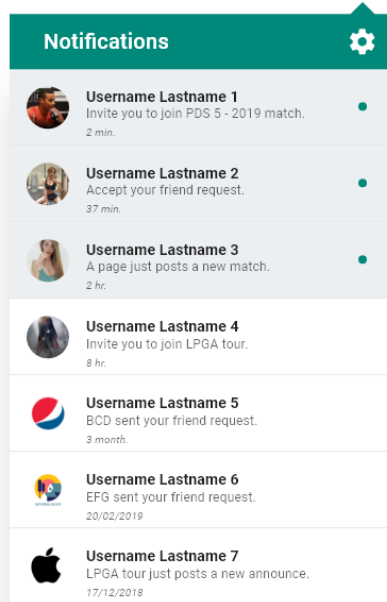 Notifications
Username Lastname 1
Invite you to join PDS 5 - 2019 match.
2 min.
Username Lastname 2
Accept your friend request.
37 min.
Username Lastname 3
A page just posts a new match.
2 hr.
Username Lastname 4
Invite you to join LPGA tour.
8 hr.
Username Lastname 5
BCD sent your friend request.
3 month.
Username Lastname 6
EFG sent your friend request.
20/02/2019
Username Lastname 7
LPGA tour just posts a new announce.
17/12/2018